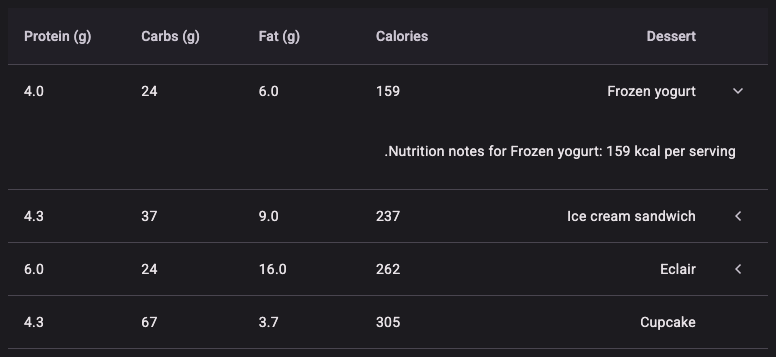 Dessert Calories Fat (g) Carbs (g) Protein (g)
Frozen yogurt 159 6.0 24 4.0
.Nutrition notes for Frozen yogurt: 159 kcal per serving
Ice cream sandwich 237 9.0 37 4.3
Eclair 262 16.0 24 6.0
Cupcake 305 3.7 67 4.3